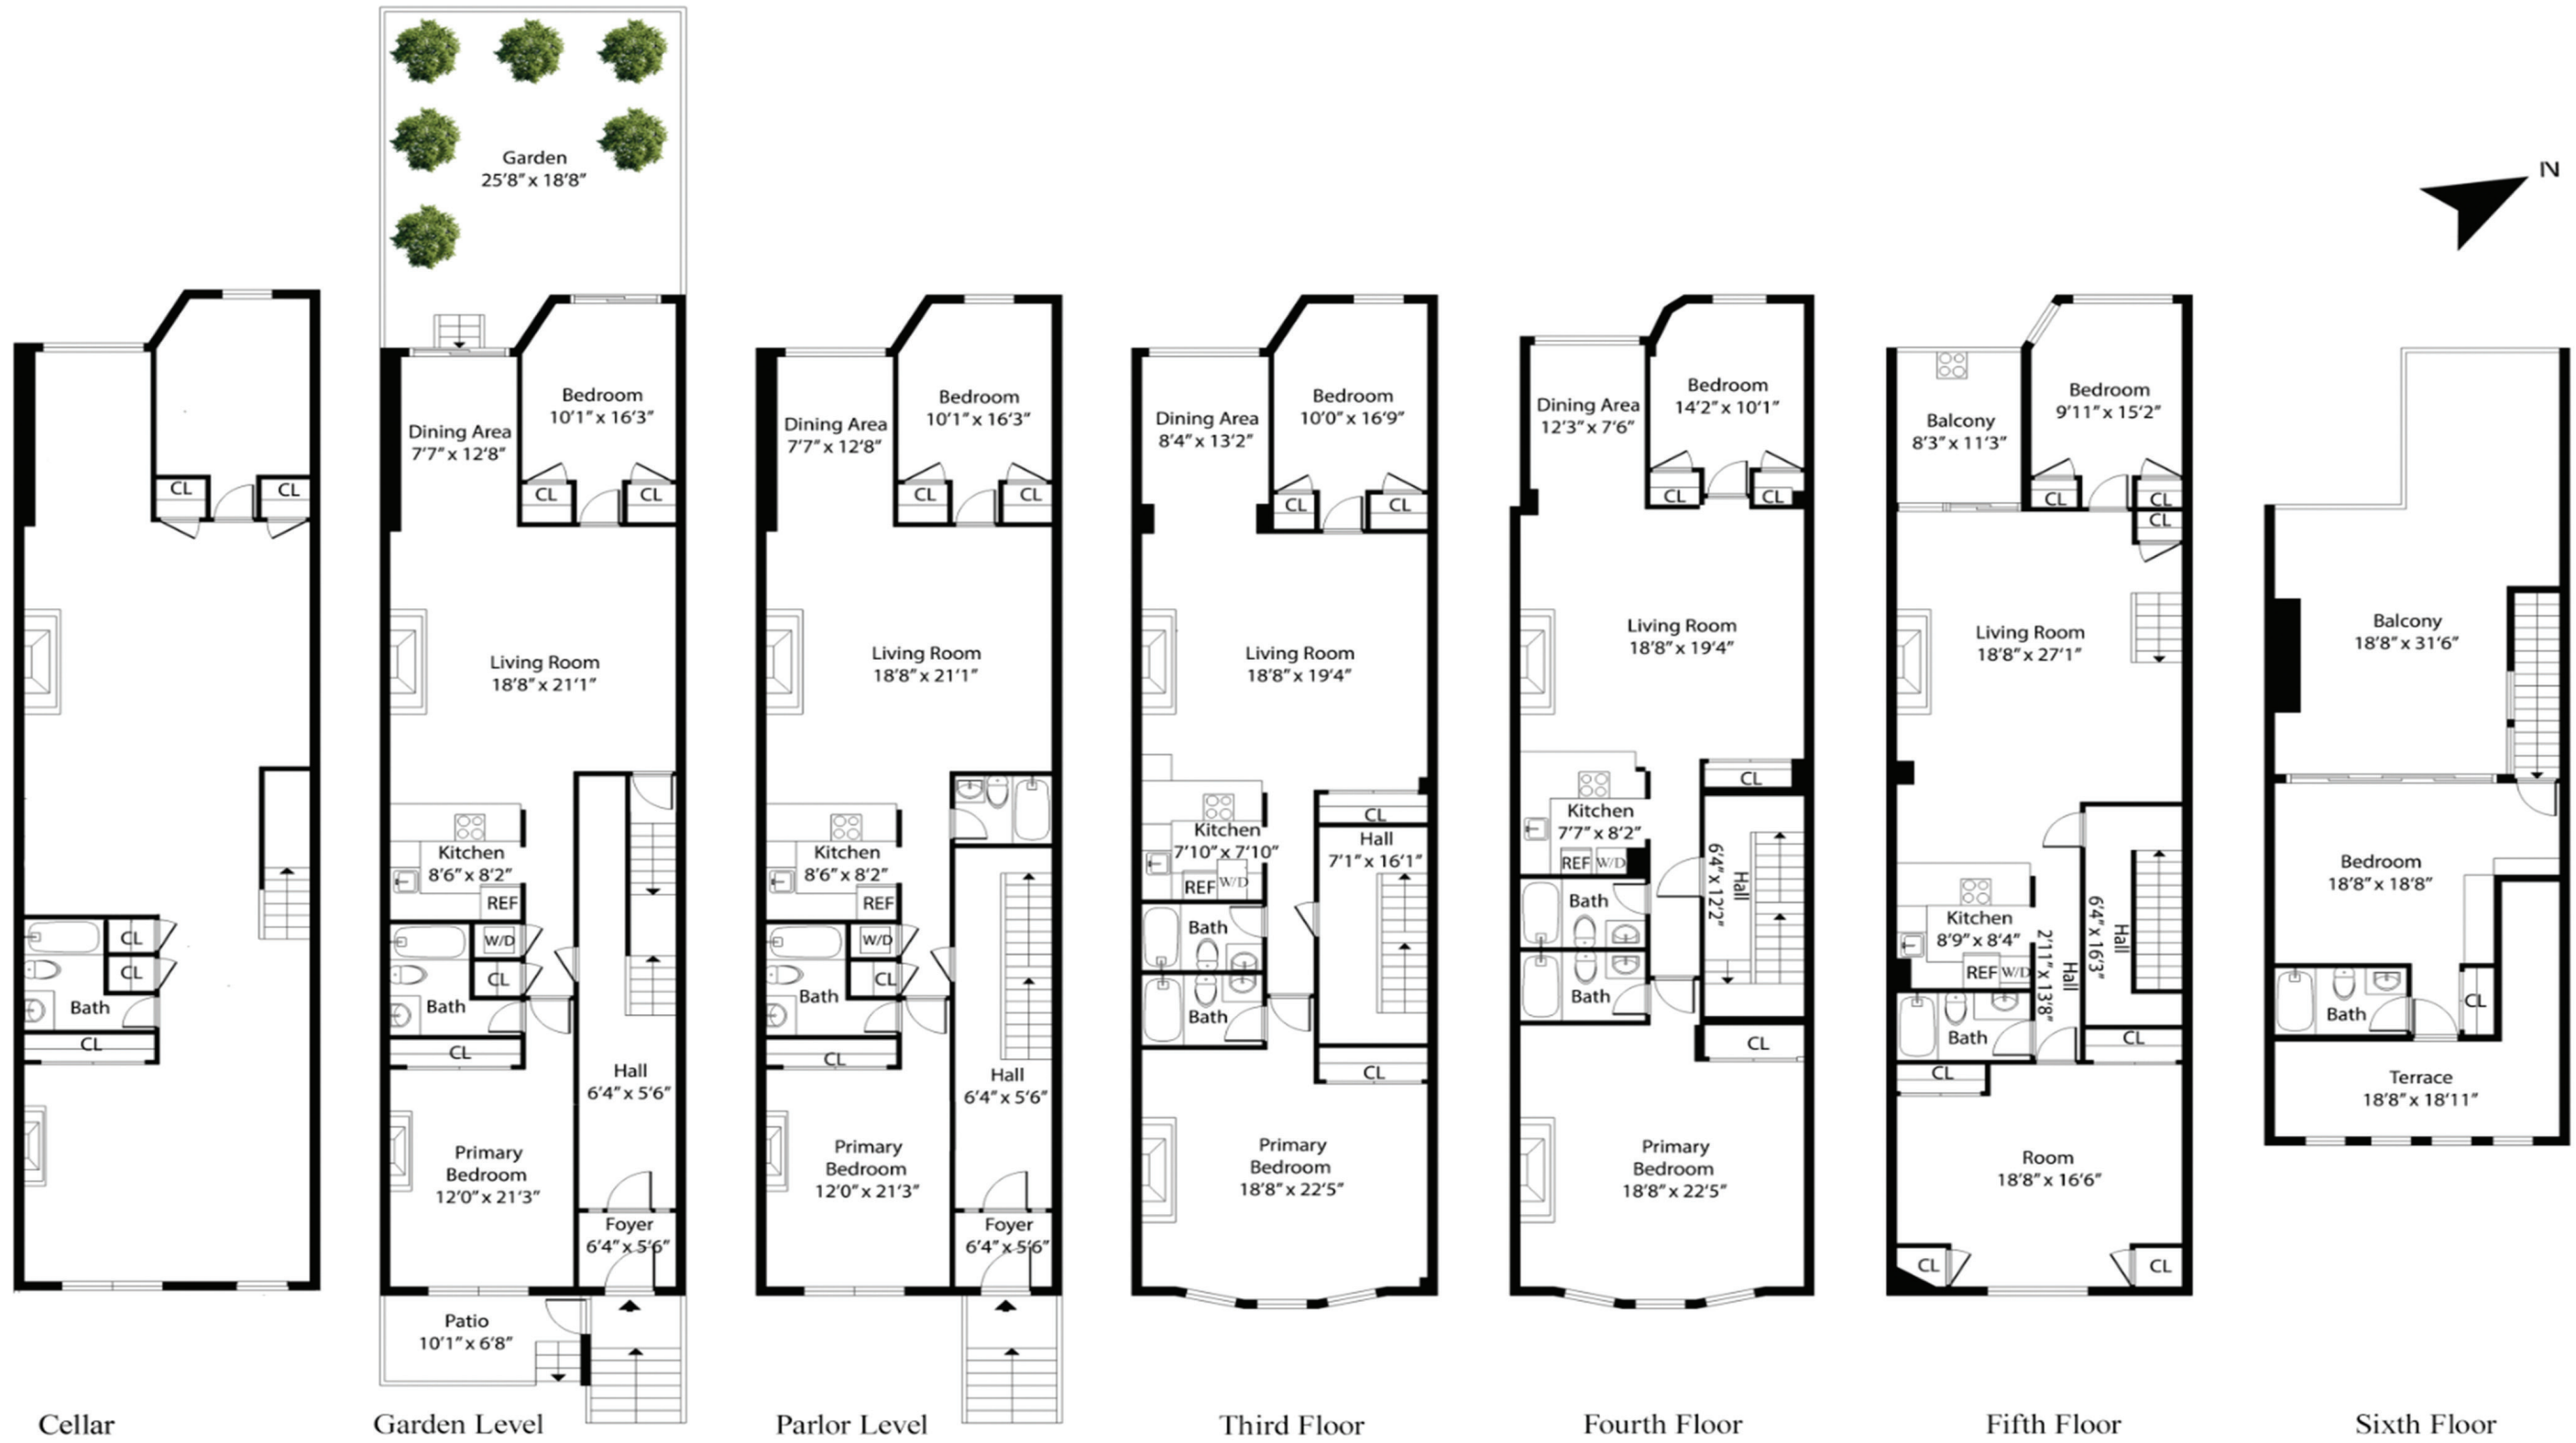 N
CL
CL
CL
CL
Bath
CL
Cellar
Garden
25'8" x 18'8"
Bedroom
10'1" x 16'3"
Dining Area
7'7" x 12'8"
CL
CL
Living Room
18'8" x 21'1"
Kitchen
8'6" x 8'2"
REF
W/D
CL
Bath
CL
Hall
6'4" x 5'6"
Primary
Bedroom
12'0" x 21'3"
Foyer
6'4" x 5'6"
Patio
10'1" x 6'8"
Garden Level
Bedroom
10'1" x 16'3"
Dining Area
7'7" x 12'8"
CL
CL
Living Room
18'8" x 21'1"
Kitchen
8'6" x 8'2"
REF
W/D
CL
Bath
CL
Hall
6'4" x 5'6"
Primary
Bedroom
12'0" x 21'3"
Foyer
6'4" x 5'6"
Parlor Level
Bedroom
10'0" x 16'9"
Dining Area
8'4" x 13'2"
CL
CL
Living Room
18'8" x 19'4"
CL
Kitchen
7'10" x 7'10"
REF
W/D
Hall
7'1" x 16'1"
Bath
Bath
CL
Primary
Bedroom
18'8" x 22'5"
Third Floor
Bedroom
14'2" x 10'1"
Dining Area
12'3" x 7'6"
CL
CL
Living Room
18'8" x 19'4"
CL
Kitchen
7'7" x 8'2"
REF
W/D
Hall
6'4" x 12'2"
Bath
Bath
CL
Primary
Bedroom
18'8" x 22'5"
Fourth Floor
Bedroom
9'11" x 15'2"
Balcony
8'3" x 11'3"
CL
CL
CL
Living Room
18'8" x 27'1"
Kitchen
8'9" x 8'4"
REF
W/D
Hall
6'4" x 16'3"
Hall
2'11" x 13'8"
Bath
CL
CL
Room
18'8" x 16'6"
CL
CL
Fifth Floor
Balcony
18'8" x 31'6"
Bedroom
18'8" x 18'8"
Bath
CL
Terrace
18'8" x 18'11"
Sixth Floor